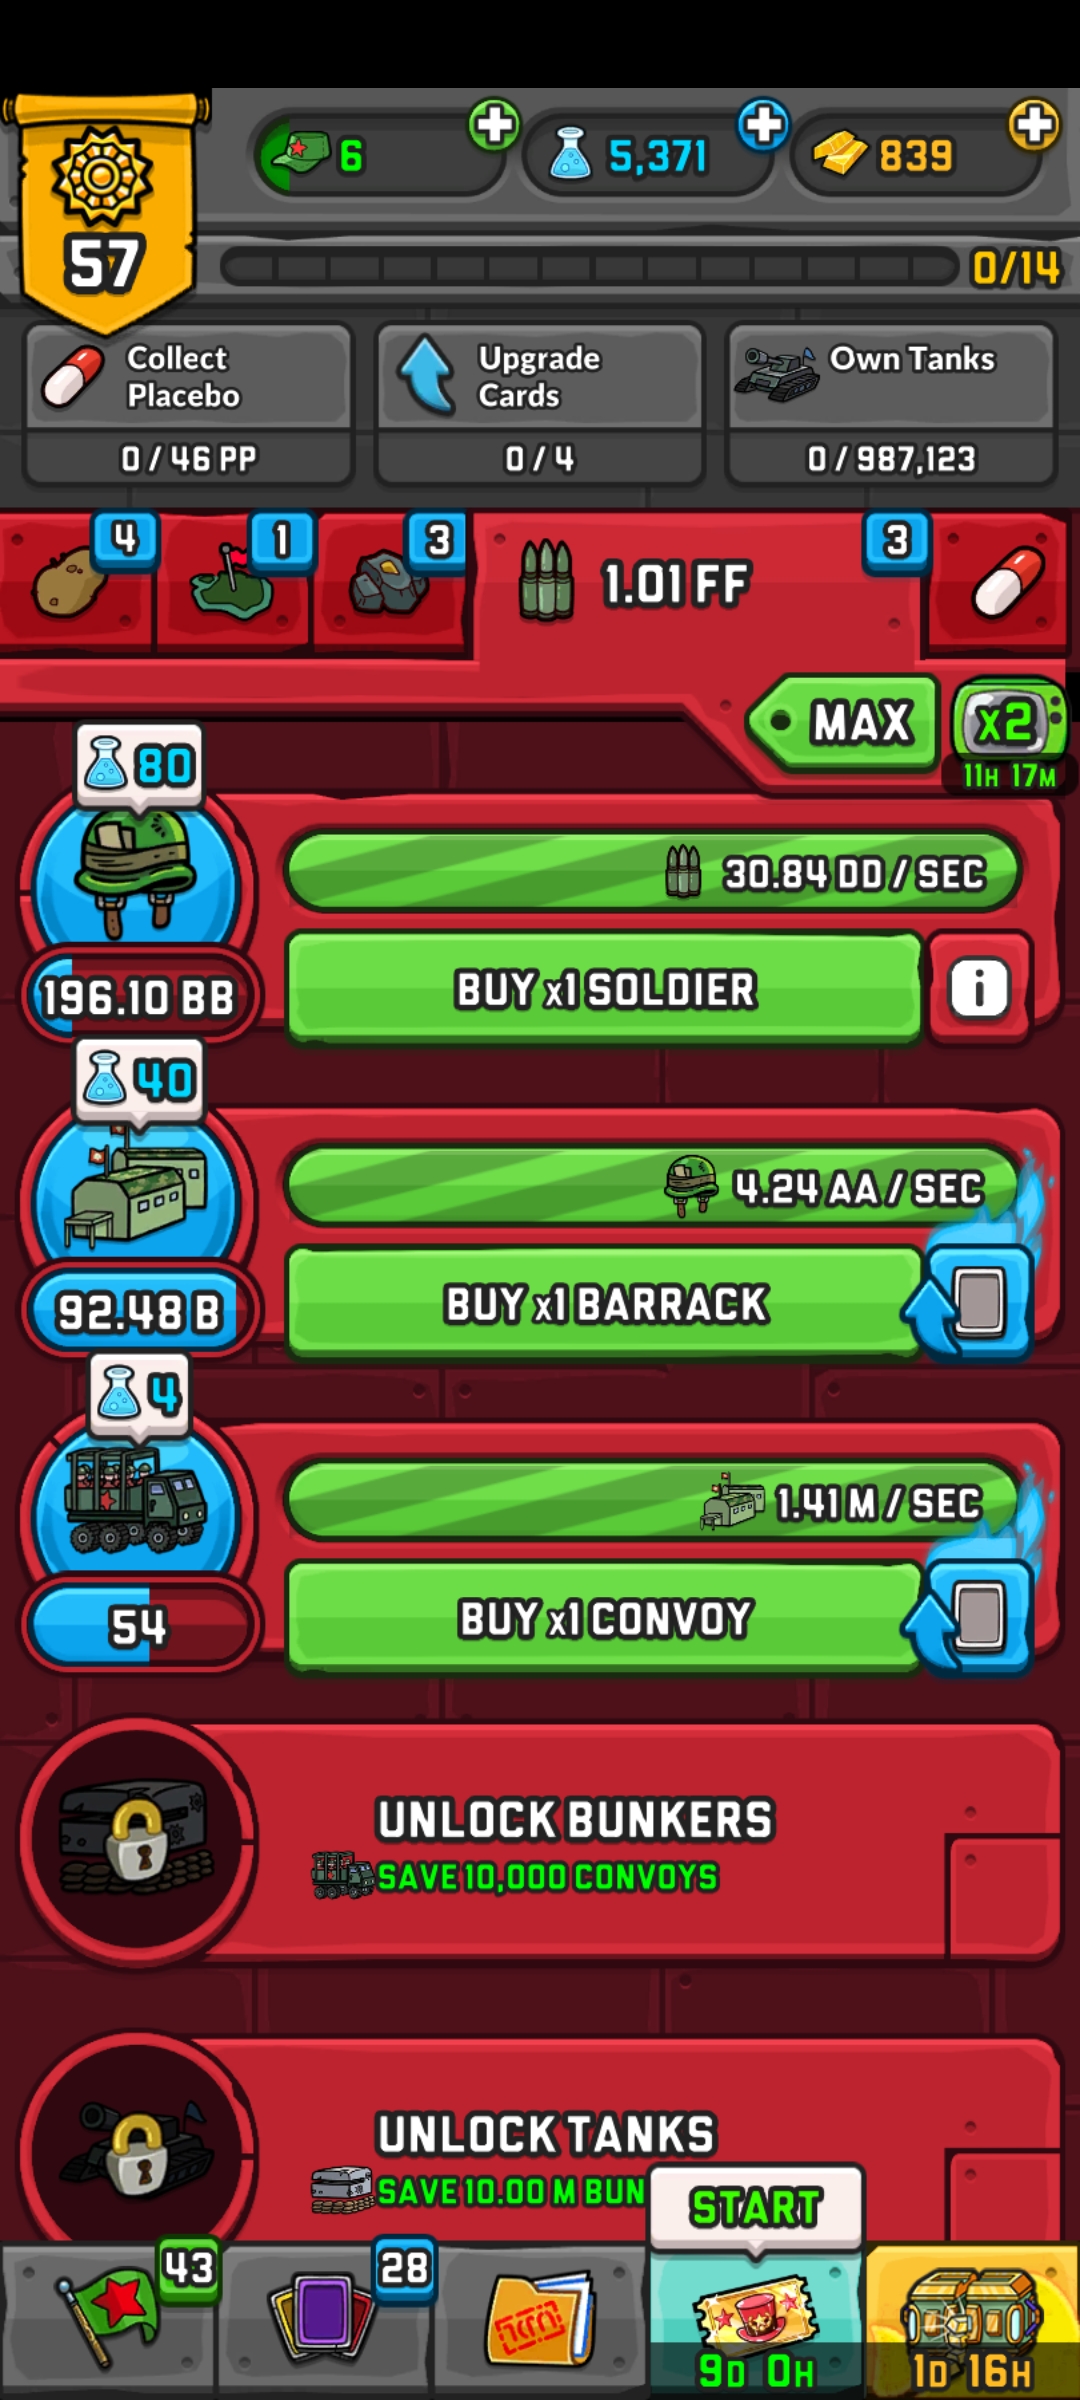 6
5,371
839
57
0/14
Collect
Placebo
0 / 46 PP
Upgrade
Cards
0 / 4
Own Tanks
0 / 987,123
4
1
3
1.01 FF
3
MAX
x2
11H 17M
80
30.84 DD / SEC
196.10 BB
BUY x1 SOLDIER
i
40
4.24 AA / SEC
92.48 B
BUY x1 BARRACK
4
1.41 M / SEC
54
BUY x1 CONVOY
UNLOCK BUNKERS
SAVE 10,000 CONVOYS
UNLOCK TANKS
SAVE 10.00 M BUN
START
43
28
9D 0H
1D 16H